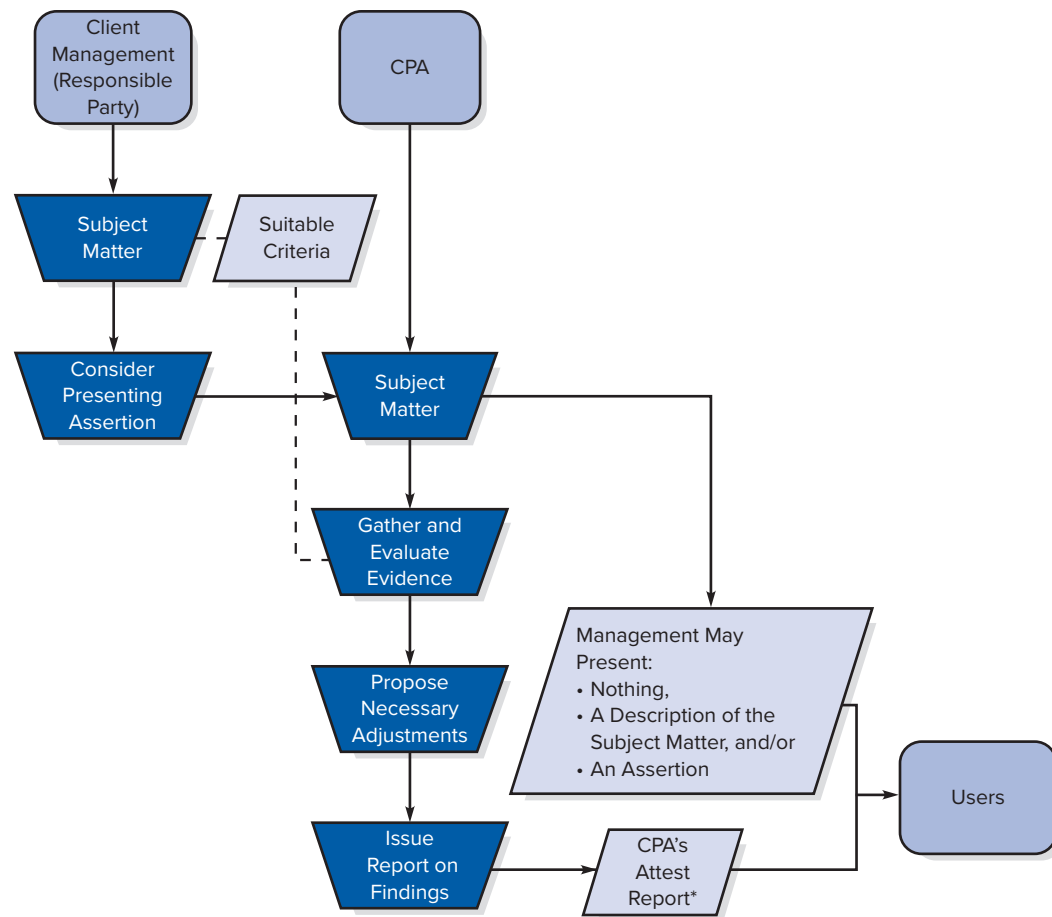 Client
Management
(Responsible
Party)
CPA
Subject
Matter
Suitable
Criteria
Consider
Presenting
Assertion
Subject
Matter
Gather and
Evaluate
Evidence
Management May
Present:
• Nothing,
• A Description of the
Subject Matter, and/or
• An Assertion
Propose
Necessary
Adjustments
Users
Issue
Report on
Findings
CPA’s
Attest
Report*